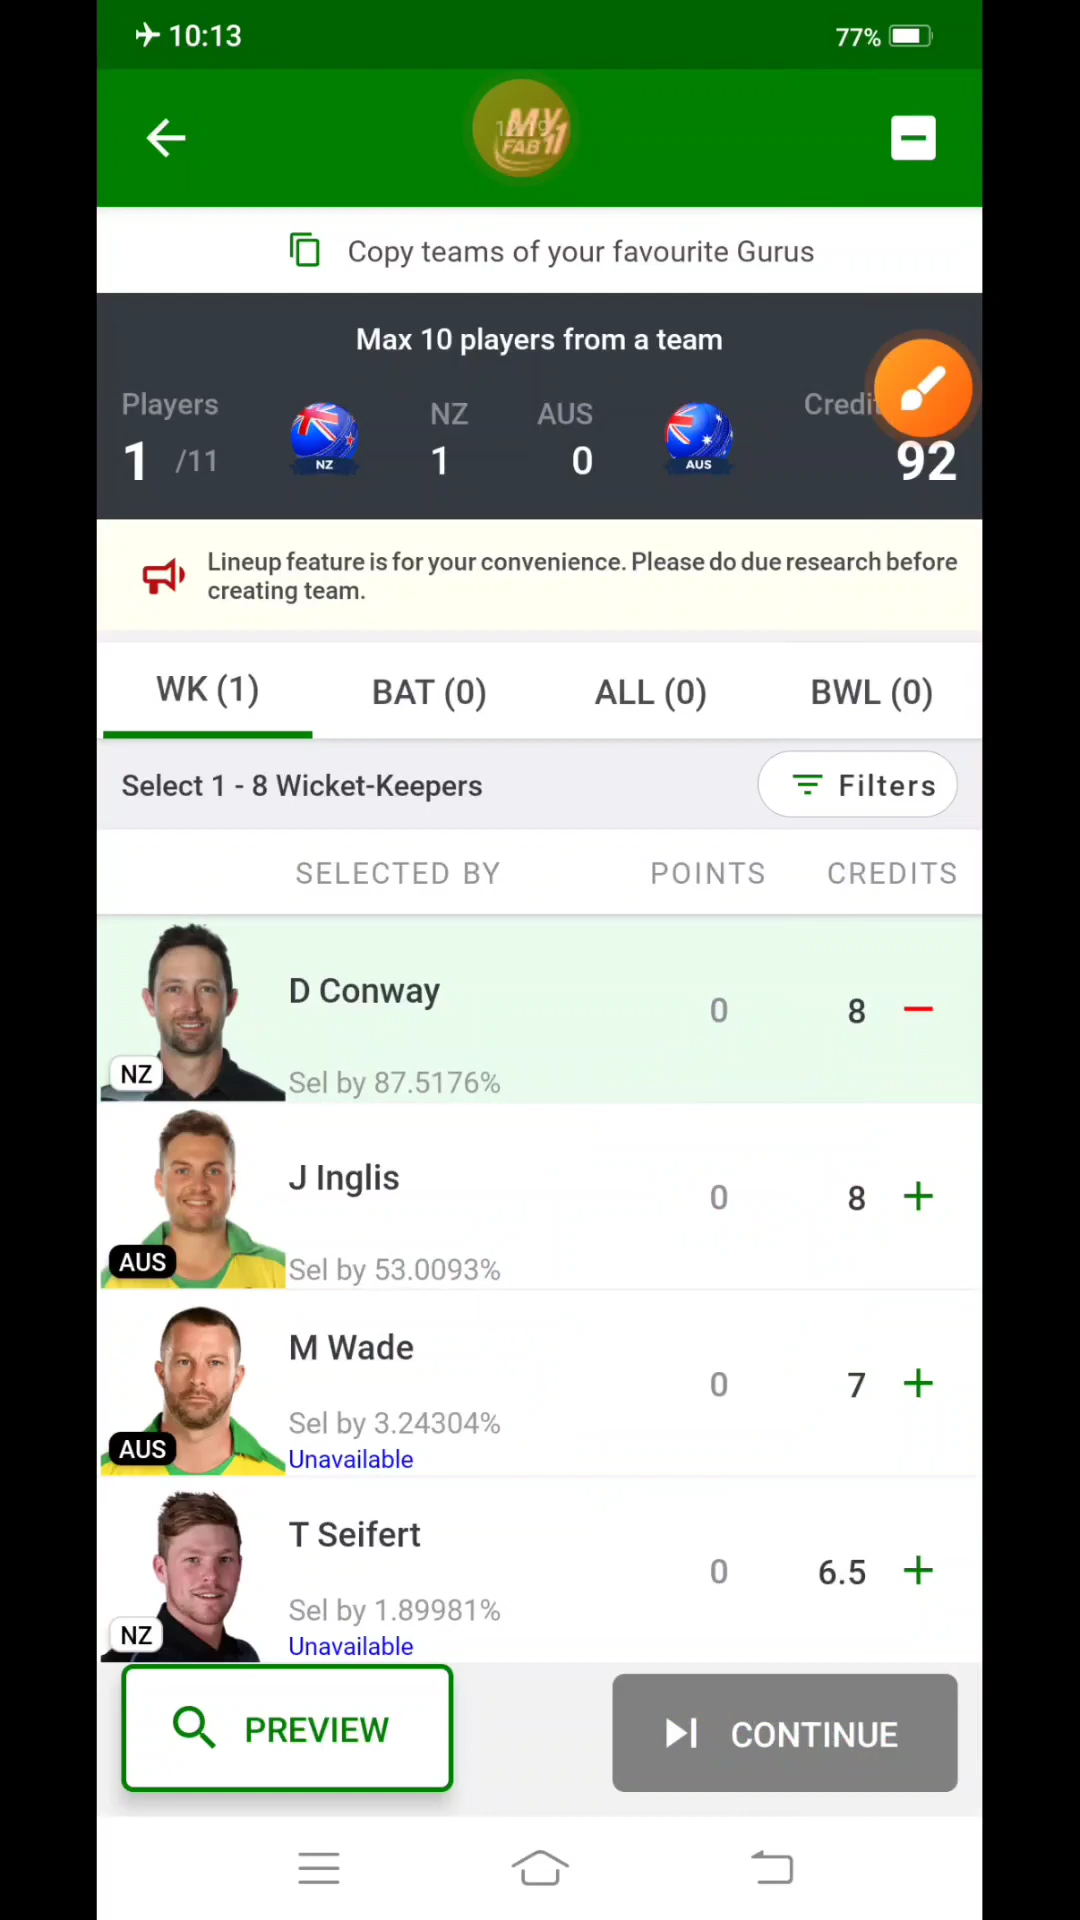 10:13
77%
MY
FAB11
Copy teams of your favourite Gurus
Max 10 players from a team
Players
NZ
AUS
1 /11
NZ
1
0
AUS
92
Lineup feature is for your convenience. Please do due research before
creating team.
WK (1)
BAT (0)
ALL (0)
BWL (0)
Select 1 - 8 Wicket-Keepers
Filters
SELECTED BY
POINTS
CREDITS
D Conway
0
8
NZ
Sel by 87.5176%
J Inglis
0
8
AUS
Sel by 53.0093%
M Wade
0
7
Sel by 3.24304%
AUS
Unavailable
T Seifert
0
6.5
Sel by 1.89981%
NZ
Unavailable
PREVIEW
CONTINUE